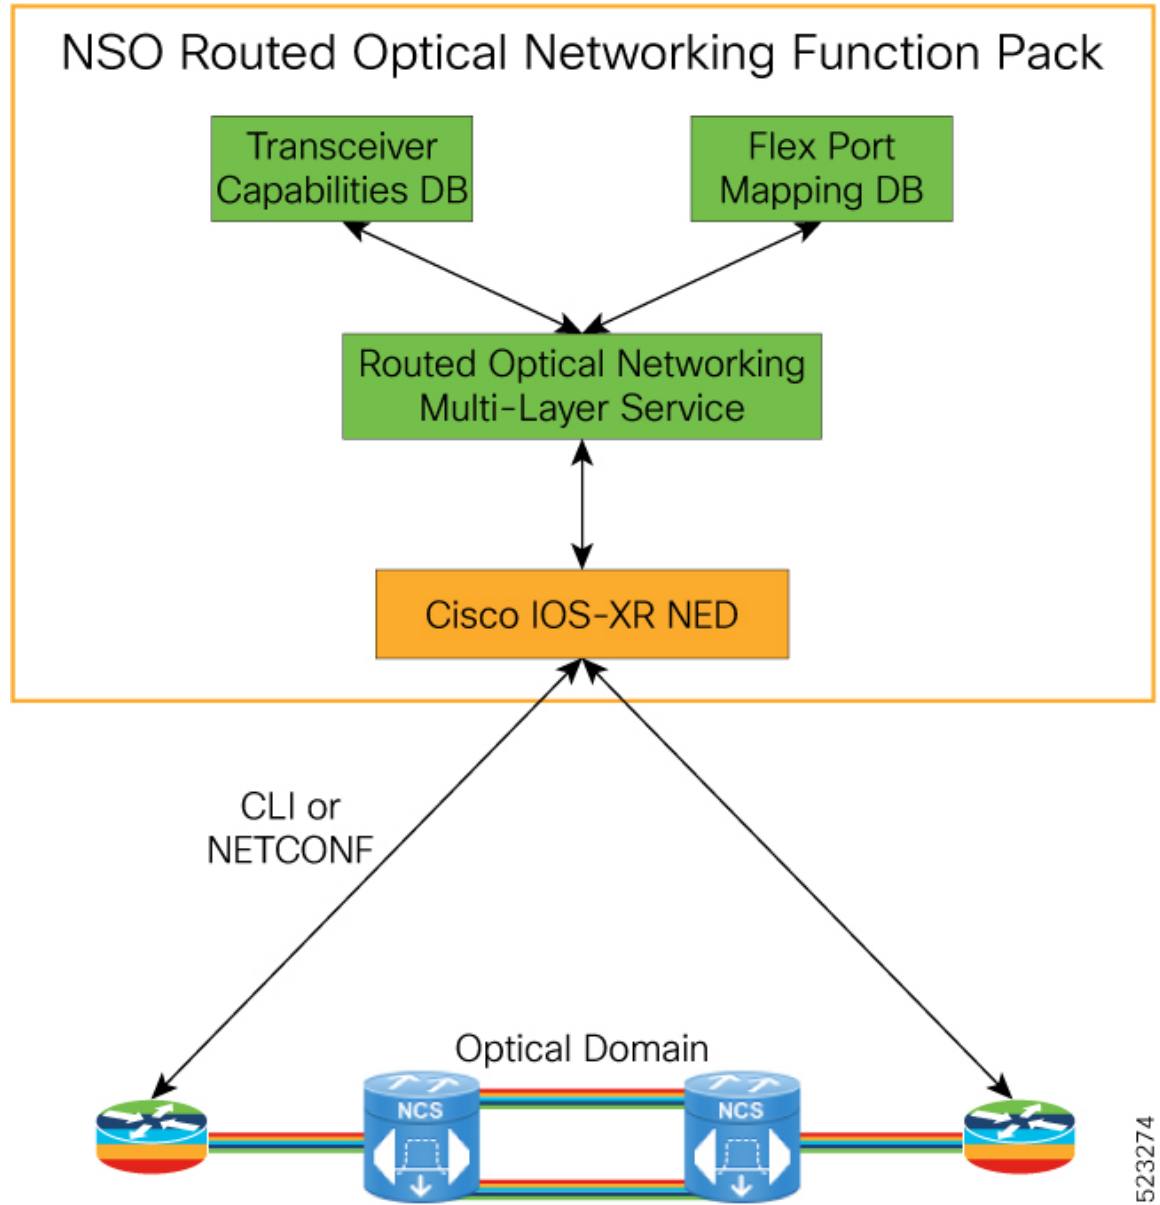 NSO Routed Optical Networking Function Pack
Transceiver
Capabilities DB
Flex Port
Mapping DB
Routed Optical Networking
Multi-Layer Service
Cisco IOS-XR NED
CLI or
NETCONF
Optical Domain
NCS
NCS
523274